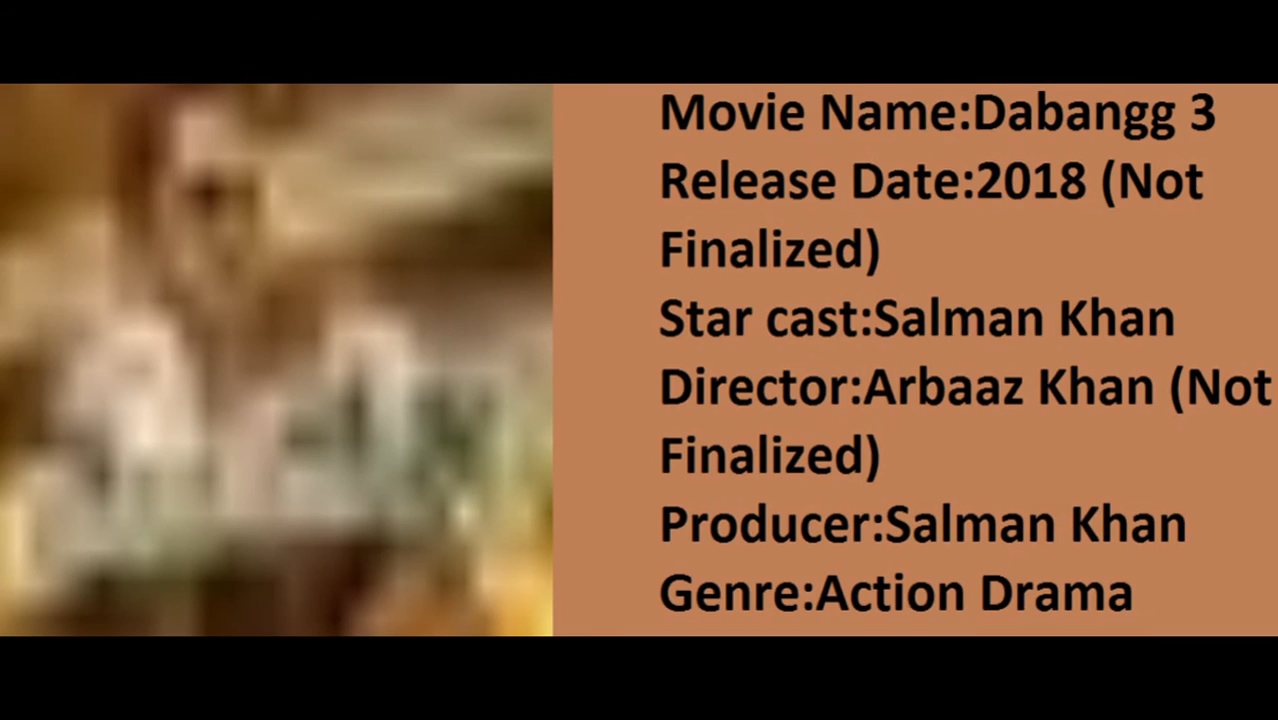 Movie Name:Dabangg 3
Release Date:2018 (Not
Finalized)
Star cast:Salman Khan
Director:Arbaaz Khan (Not
Finalized)
Producer:Salman Khan
Genre:Action Drama